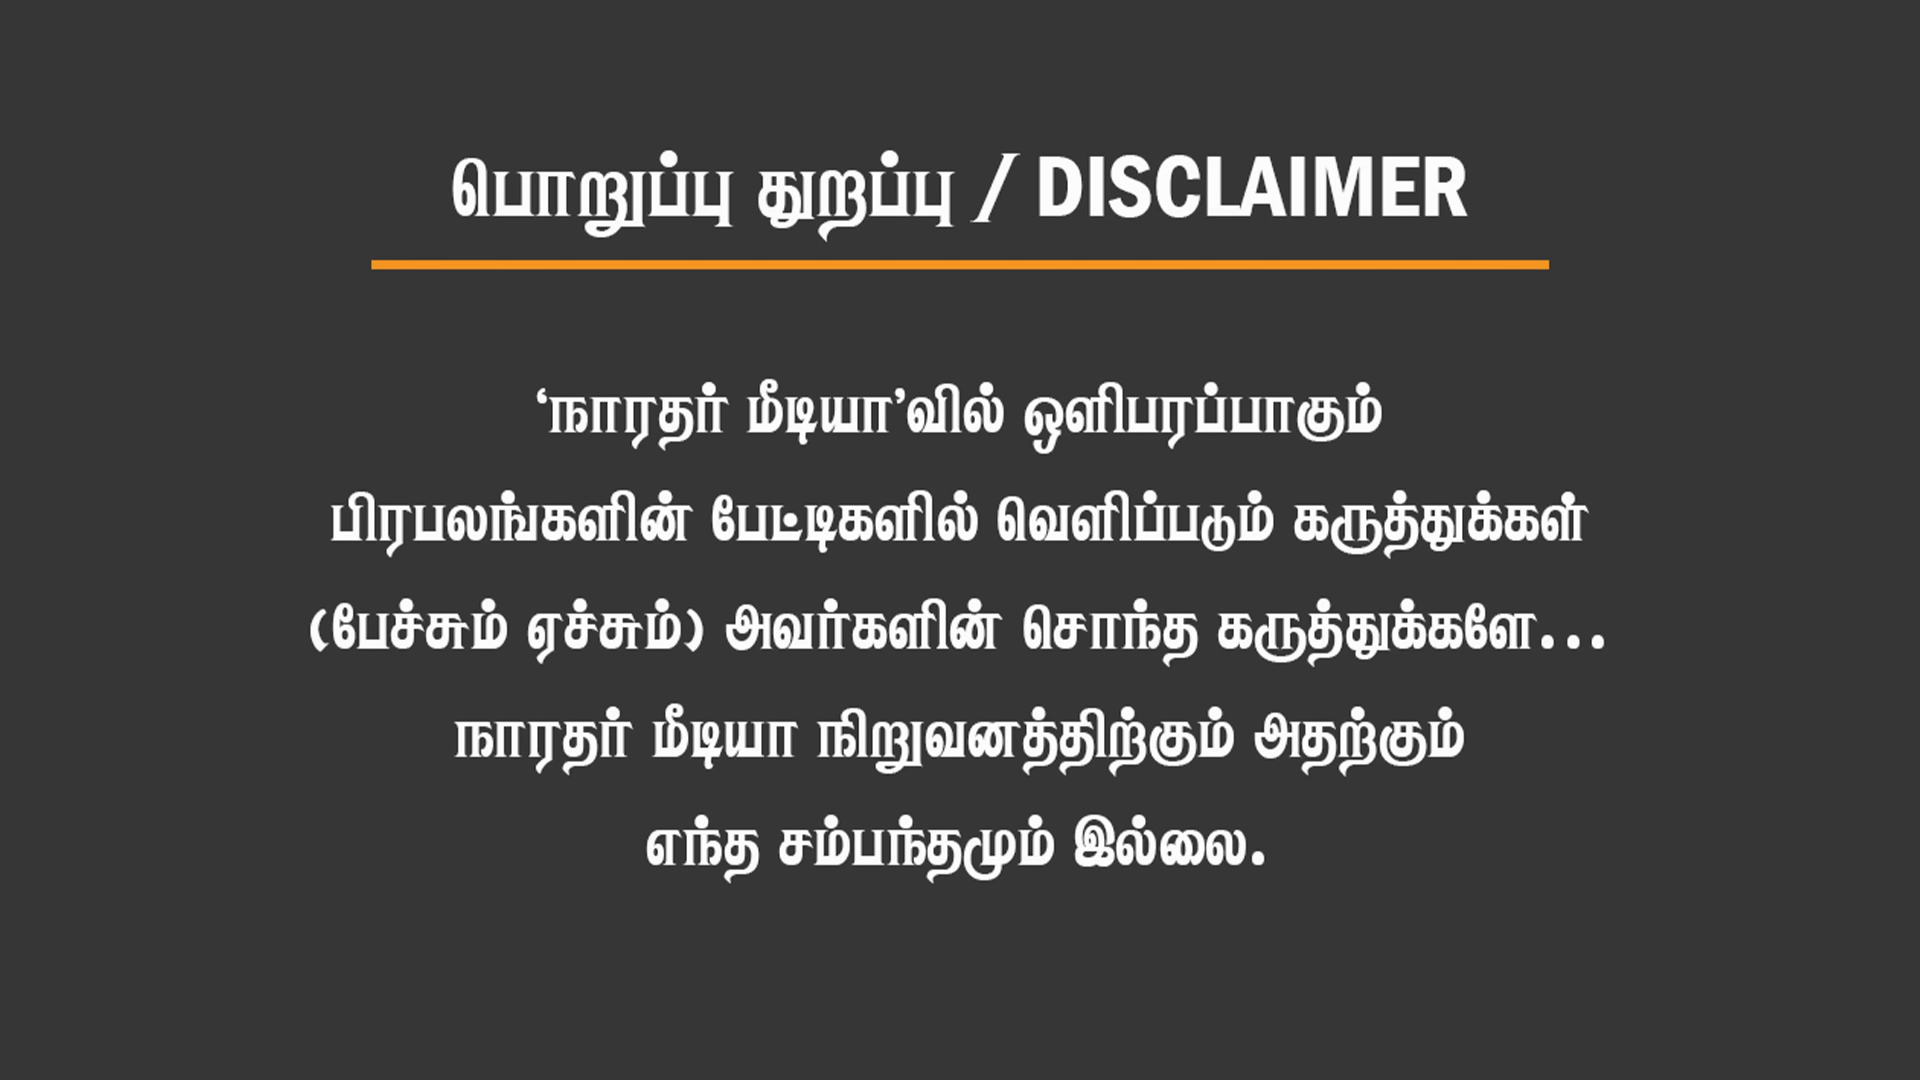 பொறுப்பு துறப்பு / DISCLAIMER
‘நாரதர் மீடியா’வில் ஒளிபரப்பாகும்
பிரபலங்களின் பேட்டிகளில் வெளிப்படும் கருத்துக்கள்
(பேச்சும் ஏச்சும்) அவர்களின் சொந்த கருத்துக்களே...
நாரதர் மீடியா நிறுவனத்திற்கும் அதற்கும்
எந்த சம்பந்தமும் இல்லை.